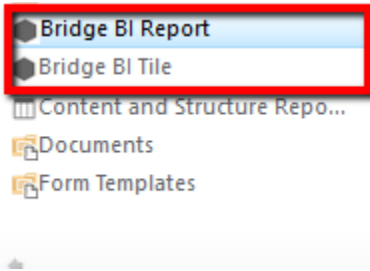 Bridge BI Report
Bridge BI Tile
Content and Structure Repo...
Documents
Form Templates